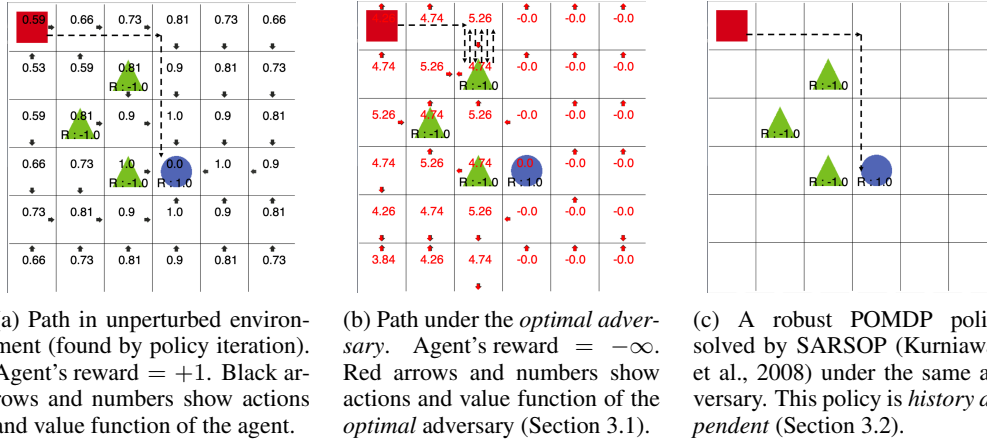 0.59 0.66 0.73 0.81 0.73 0.66
0.53 0.59 0.81 0.9 0.81 0.73
R : -1.0
0.59 0.81 0.9 1.0 0.9 0.81
R : -1.0
0.66 0.73 1.0 0.0 1.0 0.9
R : -1.0 R : 1.0
0.73 0.81 0.9 1.0 0.9 0.81
0.66 0.73 0.81 0.9 0.81 0.73
a) Path in unperturbed environ-
ment (found by policy iteration).
Agent's reward = +1. Black ar-
rows and numbers show actions
and value function of the agent.
4.74 5.26 -0.0 -0.0 -0.0
4.74 5.26 4.74 -0.0 -0.0 -0.0
R : -1.0
5.26 4.74 5.26 -0.0 -0.0 -0.0
R : -1.0
4.74 5.26 4.74 0.0 -0.0 -0.0
R : -1.0 R : 1.0
4.26 4.74 5.26 -0.0 -0.0 -0.0
3.84 4.26 4.74 -0.0 -0.0 -0.0
(b) Path under the optimal adver-
sary. Agent's reward = −∞.
Red arrows and numbers show
actions and value function of the
optimal adversary (Section 3.1).
R : -1.0
R : -1.0
R : -1.0 R : 1.0
(c) A robust POMDP poli
solved by SARSOP (Kurniawa
et al., 2008) under the same a
versary. This policy is history d
pendent (Section 3.2).